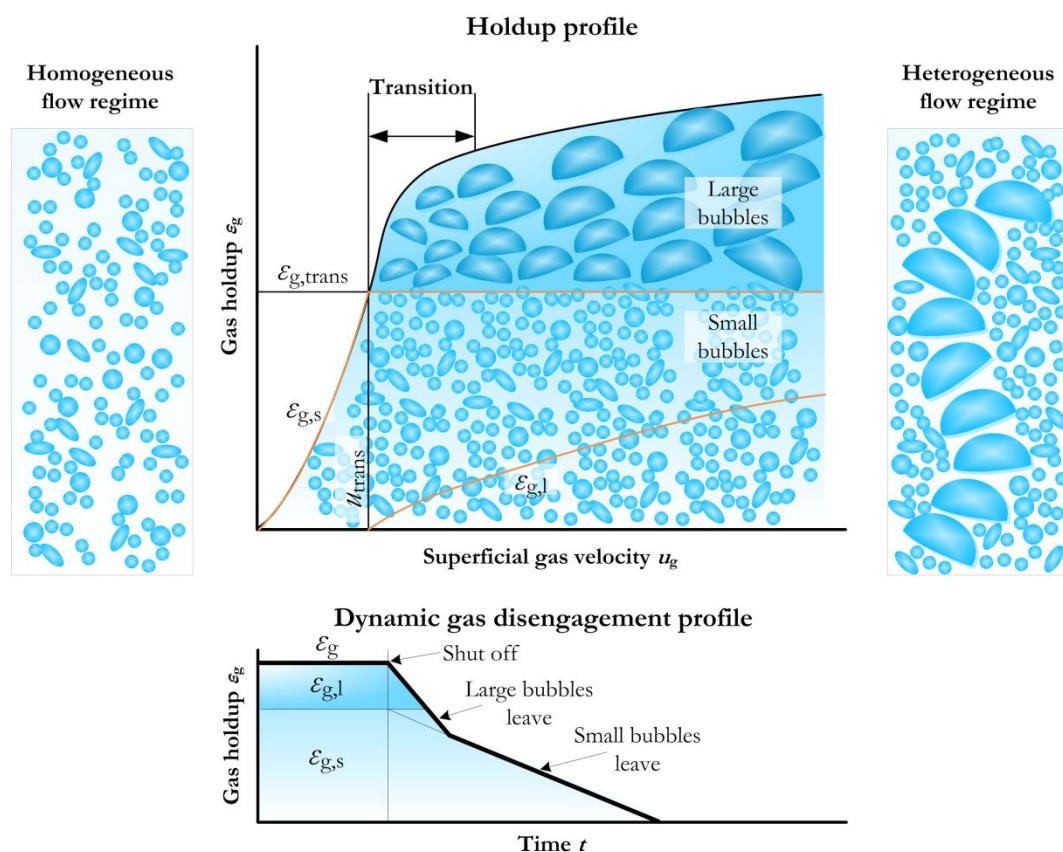 Holdup profile
Homogeneous
flow regime
Heterogeneous
flow regime
Transition
Large
bubbles
Gas holdup εg
εg,trans
Small
bubbles
εg,s
utrans
εg,l
Superficial gas velocity ug
Dynamic gas disengagement profile
εg
Shut off
εg,l
Large bubbles
leave
Gas holdup εg
εg,s
Small bubbles
leave
Time t